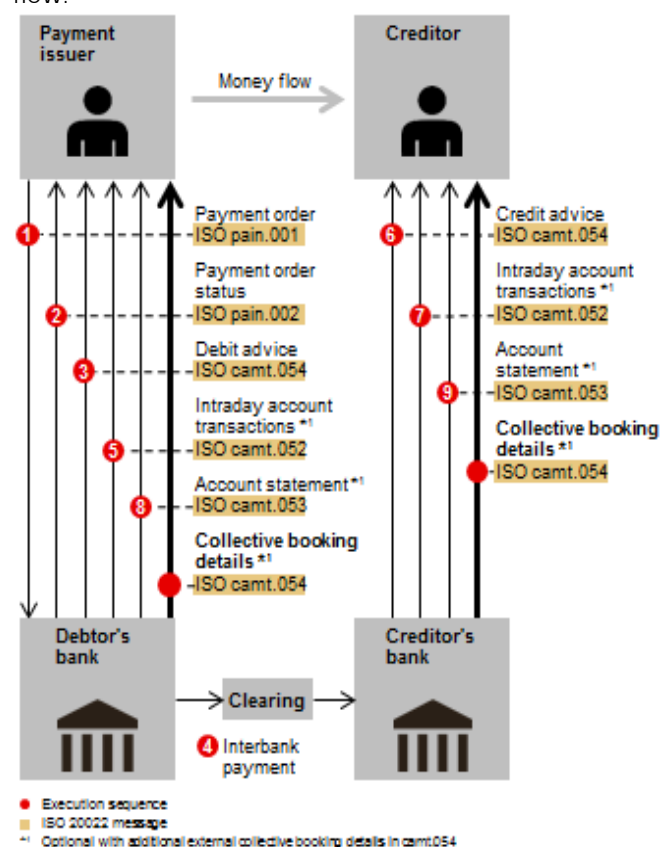 Payment
issuer
Creditor
Money flow
1
Payment order
ISO pain.001
Payment order
status
2
ISO pain.002
Debit advice
3
ISO camt.054
Intraday account
transactions *¹
5
ISO camt.052
Account statement *¹
8
ISO camt.053
Collective booking
details *¹
ISO camt.054
Credit advice
6
ISO camt.054
Intraday account
transactions *¹
7
ISO camt.052
Account
statement *¹
9
ISO camt.053
Collective booking
details *¹
ISO camt.054
Debtor's
bank
Clearing
Creditor's
bank
4 Interbank
payment
Execution sequence
ISO 20022 message
*¹ Optional with additional external collective booking details in camt.054